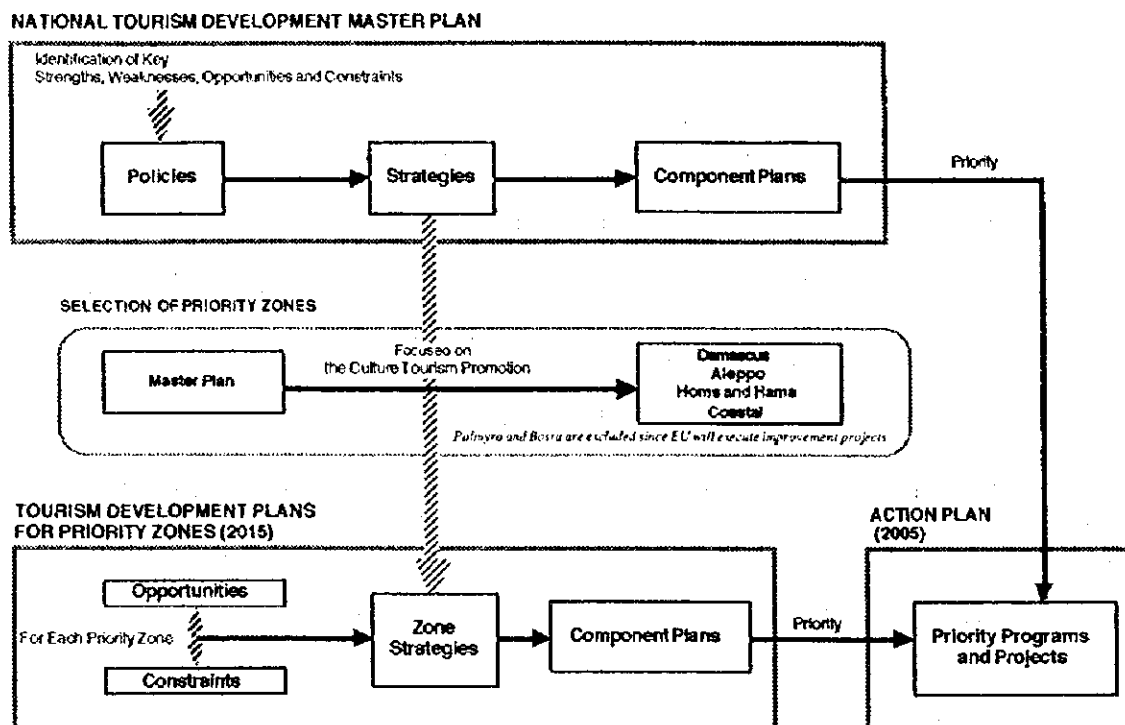 NATIONAL TOURISM DEVELOPMENT MASTER PLAN
Identification of Key
Strengths, Weaknesses, Opportunities and Constraints
Policies
Strategies
Component Plans
Priority
SELECTION OF PRIORITY ZONES
Master Plan
Focused on
the Culture Tourism Promotion
Damascus
Aleppo
Homs and Hama
Coastal
Palmyra and Bosra are excluded since EU will execute improvement projects
TOURISM DEVELOPMENT PLANS
FOR PRIORITY ZONES (2015)
ACTION PLAN
(2005)
Opportunities
For Each Priority Zone
Constraints
Zone
Strategies
Component Plans
Priority
Priority Programs
and Projects